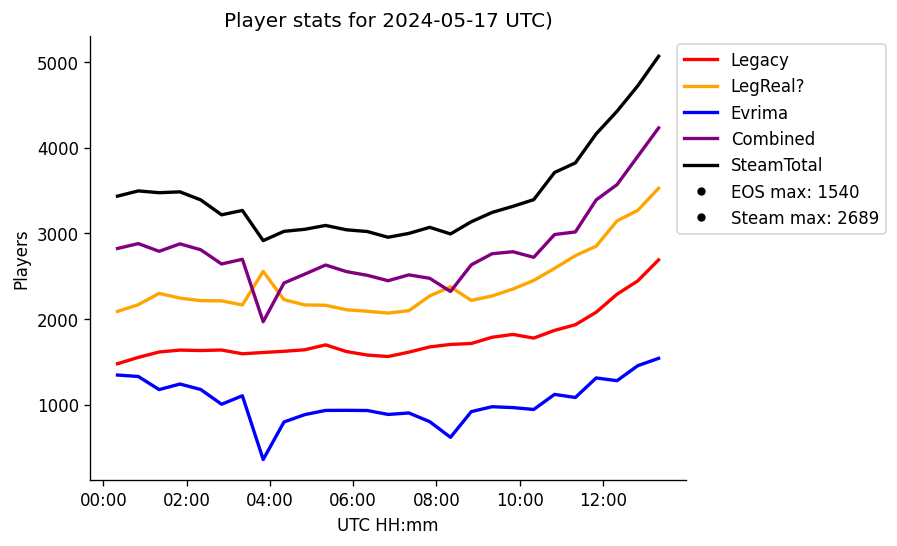 Player stats for 2024-05-17 UTC)
Players
5000
4000
3000
2000
1000
00:00 02:00 04:00 06:00 08:00 10:00 12:00
UTC HH:mm
Legacy
LegReal?
Evrima
Combined
SteamTotal
EOS max: 1540
Steam max: 2689